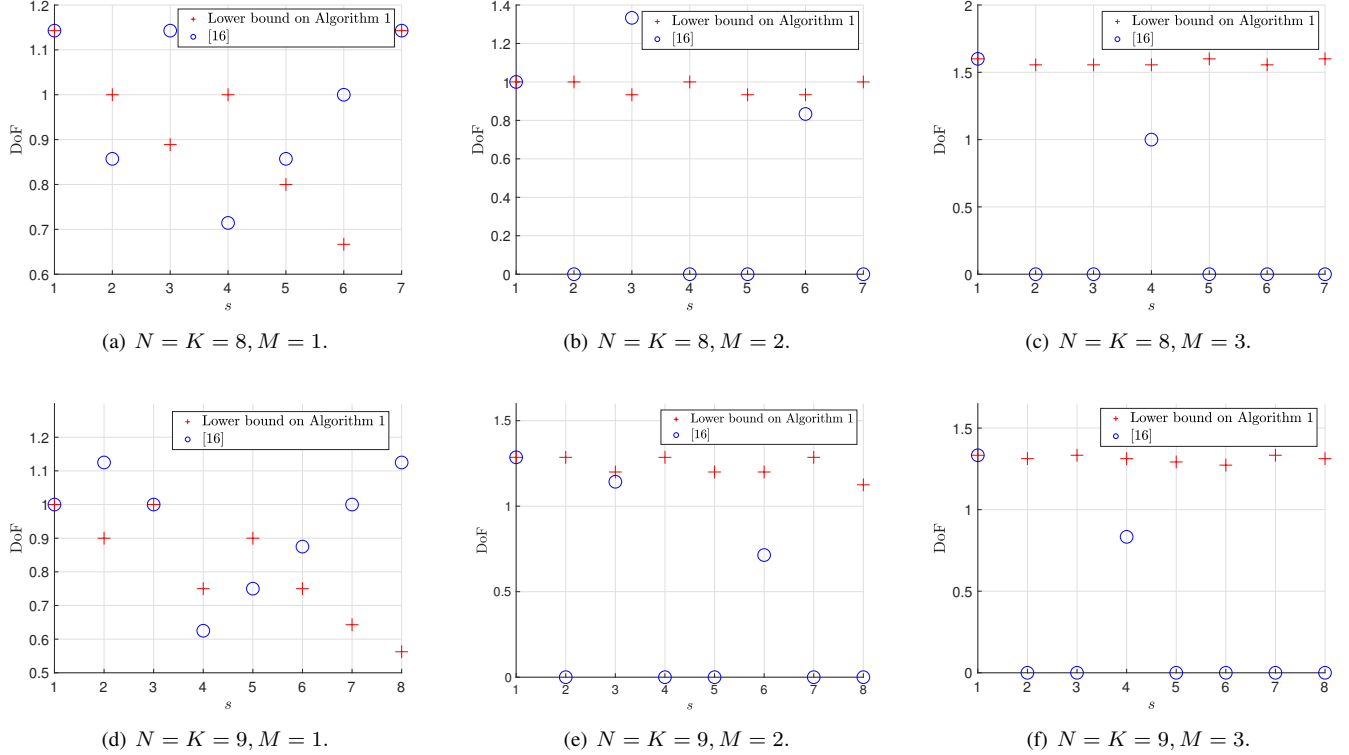 1.2
1.1
1
0.9
0.8
0.7
0.6
DoF
1 2 3 4 5 6 7
s
Lower bound on Algorithm 1
[16]
(a) N = K = 8, M = 1.
1.4
1.2
1
0.8
0.6
0.4
0.2
0
DoF
1 2 3 4 5 6 7
s
Lower bound on Algorithm 1
[16]
(b) N = K = 8, M = 2.
2
1.5
1
0.5
0
DoF
1 2 3 4 5 6 7
s
Lower bound on Algorithm 1
[16]
(c) N = K = 8, M = 3.
1.2
1.1
1
0.9
0.8
0.7
0.6
0.5
DoF
1 2 3 4 5 6 7 8
s
Lower bound on Algorithm 1
[16]
(d) N = K = 9, M = 1.
1.5
1
0.5
0
DoF
1 2 3 4 5 6 7 8
s
Lower bound on Algorithm 1
[16]
(e) N = K = 9, M = 2.
1.5
1
0.5
0
DoF
1 2 3 4 5 6 7 8
s
Lower bound on Algorithm 1
[16]
(f) N = K = 9, M = 3.